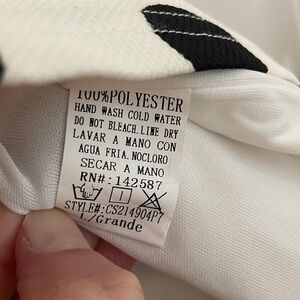 100%POLYESTER
HAND WASH COLD WATER
DO NOT BLEACH.LINE DRY
LAVAR A MANO CON
AGUA FRIA.NOCLORO
SECAR A MANO
RN#:142587
STYLE#:CS214904P7
L/Grande